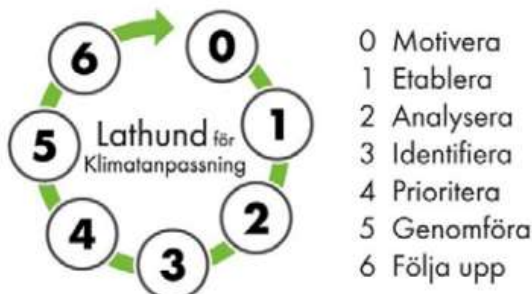 0
1
2
3
4
5
6
Lathund för
Klimatanpassning
0 Motivera
1 Etablera
2 Analysera
3 Identifiera
4 Prioritera
5 Genomföra
6 Följa upp